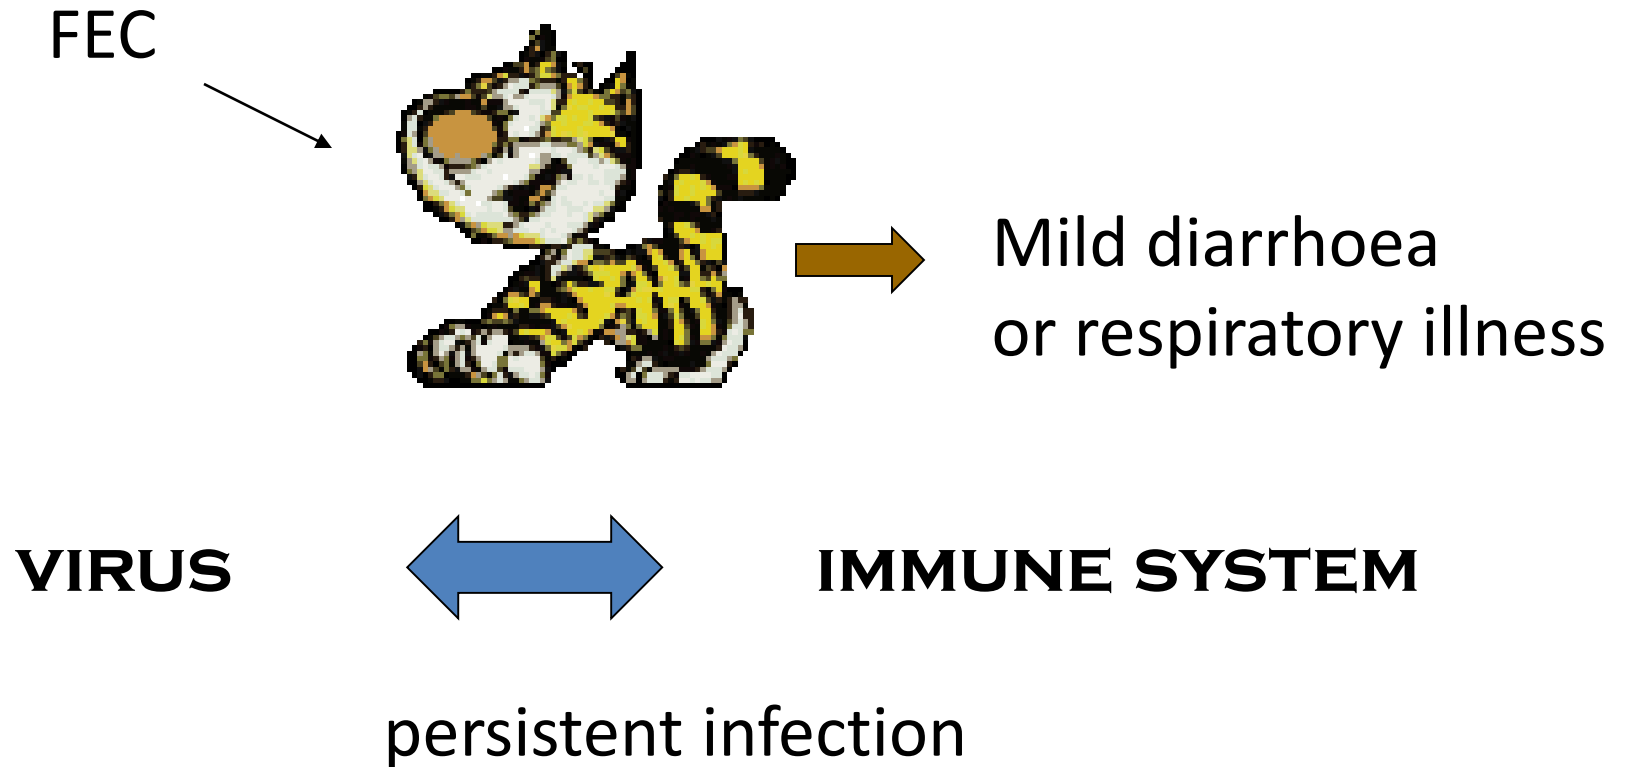 FEC
Mild diarrhoea
or respiratory illness
VIRUS IMMUNE SYSTEM
persistent infection